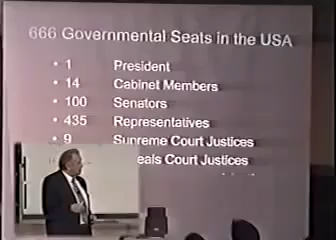 666 Governmental Seats in the USA
• 1 President
• 14 Cabinet Members
• 100 Senators
• 435 Representatives
• 9 Supreme Court Justices
Court Justices